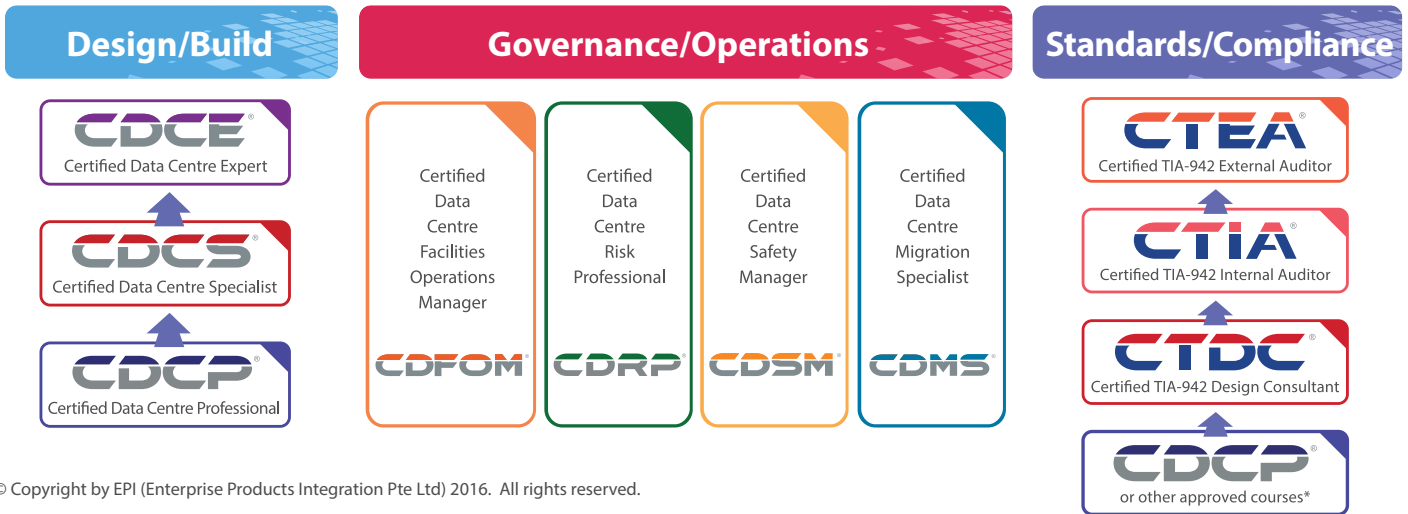 Design/Build
CDCE®
Certified Data Centre Expert
CDCS®
Certified Data Centre Specialist
CDCP®
Certified Data Centre Professional
Governance/Operations
Certified
Data
Centre
Facilities
Operations
Manager
CDFOM®
Certified
Data
Centre
Risk
Professional
CDRP®
Certified
Data
Centre
Safety
Manager
CDSM®
Certified
Data
Centre
Migration
Specialist
CDMS®
Standards/Compliance
CTEA®
Certified TIA-942 External Auditor
CTIA®
Certified TIA-942 Internal Auditor
CTDC®
Certified TIA-942 Design Consultant
CDCP®
or other approved courses*
© Copyright by EPI (Enterprise Products Integration Pte Ltd) 2016. All rights reserved.